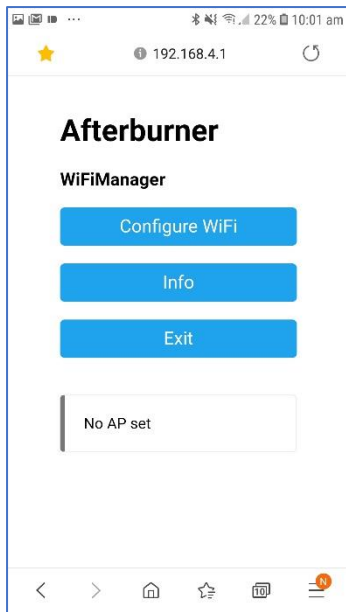 22% 10:01 am
192.168.4.1
Afterburner
WiFiManager
Configure WiFi
Info
Exit
No AP set
10
N